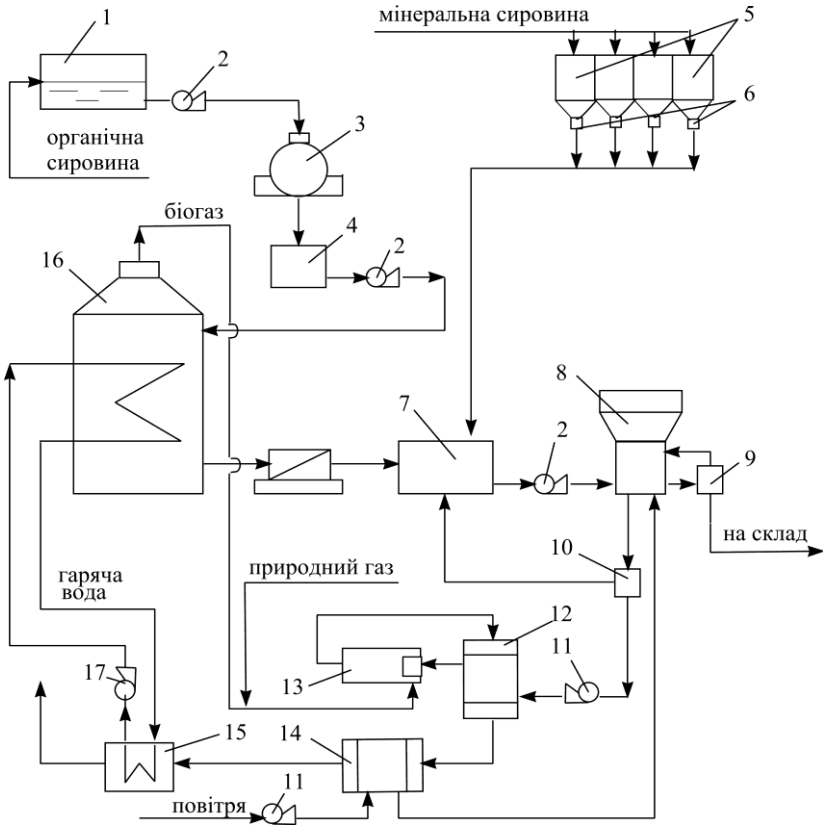 мінеральна сировина
1
2
5
6
органічна
сировина
3
біогаз
4
2
16
8
7
2
9
на склад
10
природний газ
гаряча
вода
12
11
13
17
15
14
11
повітря